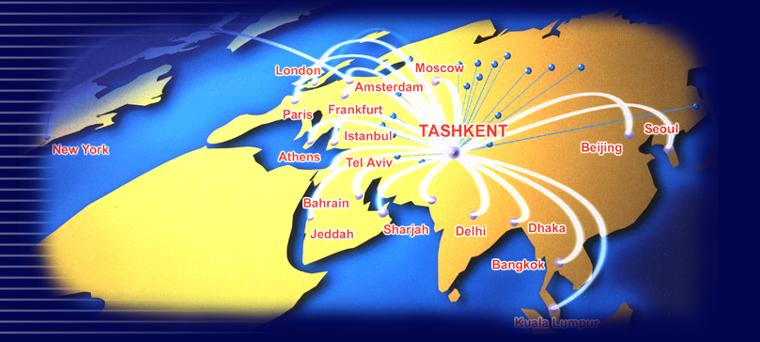 London
Moscow
Amsterdam
Paris
Frankfurt
Istanbul
TASHKENT
Seoul
Beijing
New York
Athens
Tel Aviv
Bahrain
Jeddah
Sharjah
Delhi
Dhaka
Bangkok
Kuala Lumpur